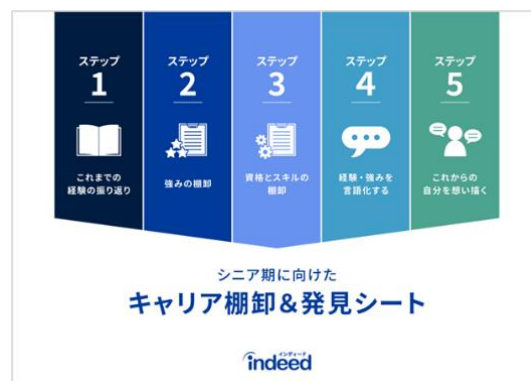 ステップ
1
これまでの
経験の振り返り
ステップ
2
強みの棚卸
ステップ
3
資格とスキルの
棚卸
ステップ
4
経験・強みを
言語化する
ステップ
5
これからの
自分を想い描く
シニア期に向けた
キャリア棚卸&発見シート
インディード
indeed